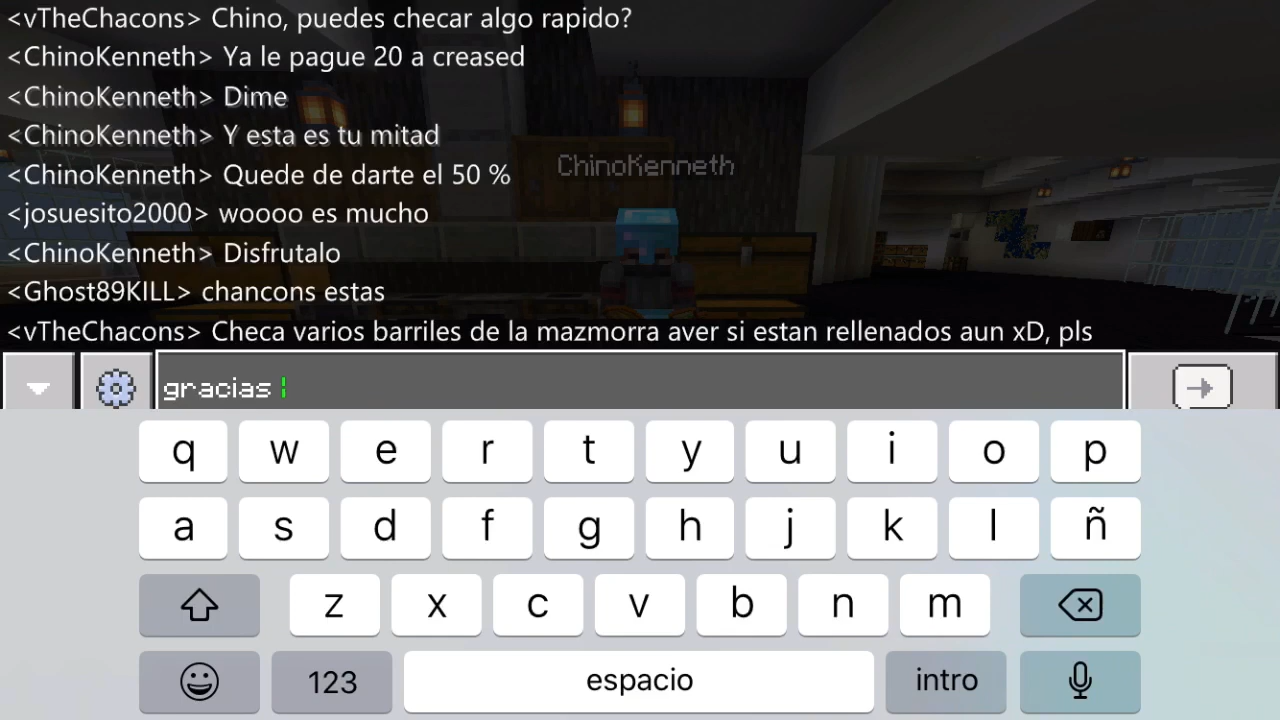 <vTheChacons> Chino, puedes checar algo rapido?
<ChinoKenneth> Ya le pague 20 a creased
<ChinoKenneth> Dime
<ChinoKenneth> Y esta es tu mitad
ChinoKenneth
<ChinoKenneth> Quede de darte el 50 %
<josuesito2000> woooo es mucho
<ChinoKenneth> Disfrutalo
<Ghost89KILL> chancons estas
<vTheChacons> Checa varios barriles de la mazmorra aver si estan rellenados aun xD, pls
gracias
q w e r t y u i o p
a s d f g h j k l ñ
z x c v b n m
123 espacio intro